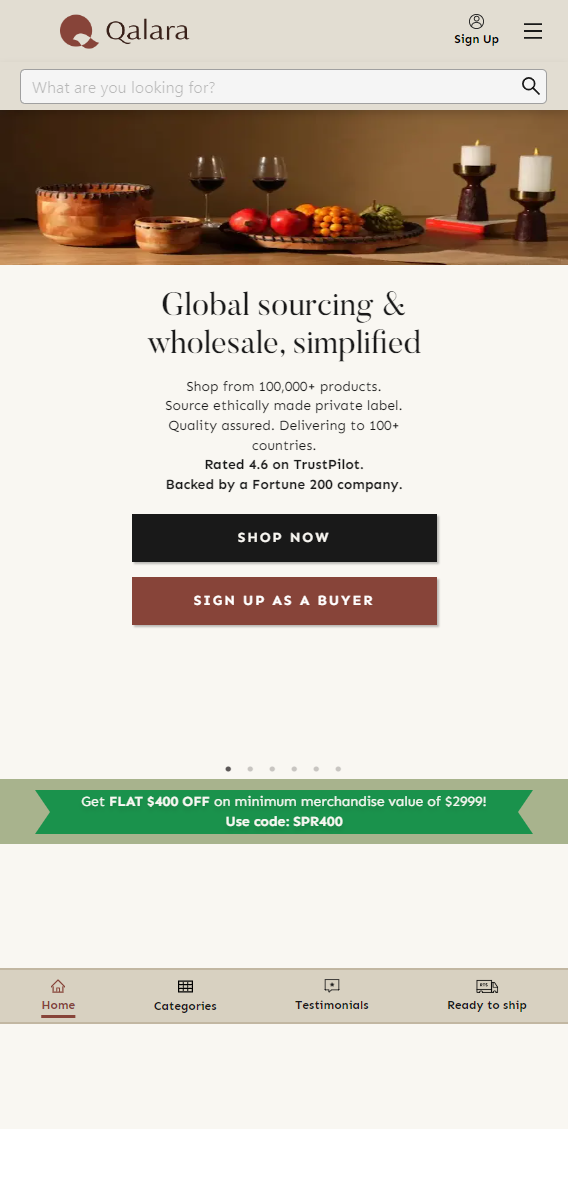 Qalara
Sign Up
What are you looking for?
Global sourcing &
wholesale, simplified
Shop from 100,000+ products.
Source ethically made private label.
Quality assured. Delivering to 100+
countries.
Rated 4.6 on TrustPilot.
Backed by a Fortune 200 company.
SHOP NOW
SIGN UP AS A BUYER
Get FLAT $400 OFF on minimum merchandise value of $2999!
Use code: SPR400
Home
Categories
Testimonials
RTS
Ready to ship